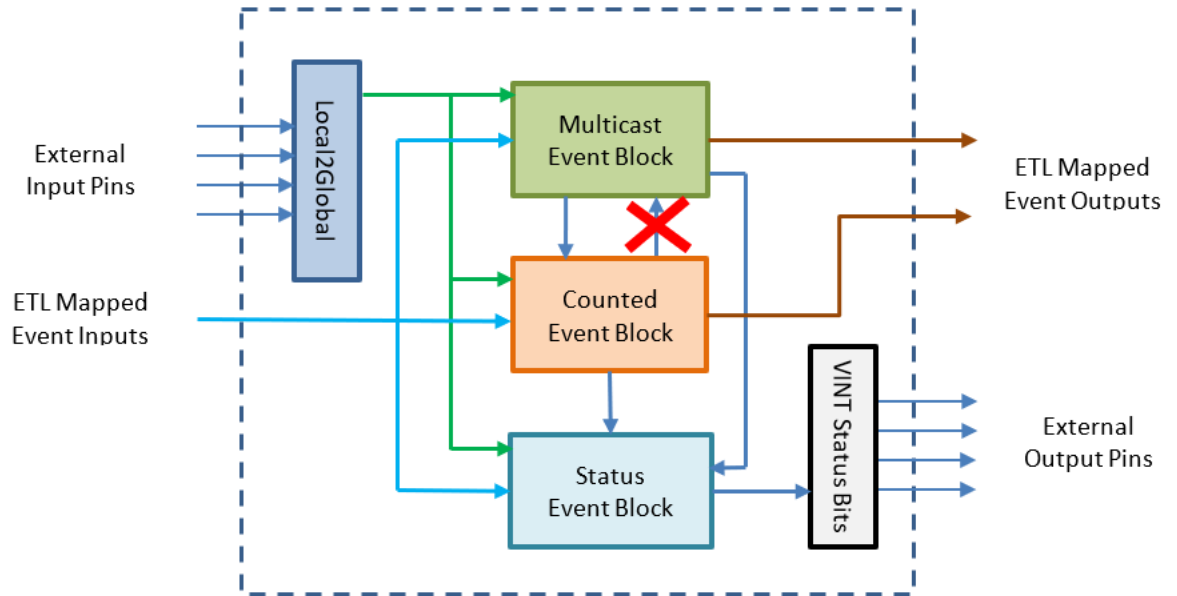 Local2Global
Multicast
Event Block
External
Input Pins
ETL Mapped
Event Outputs
ETL Mapped
Event Inputs
Counted
Event Block
VINT Status Bits
External
Output Pins
Status
Event Block